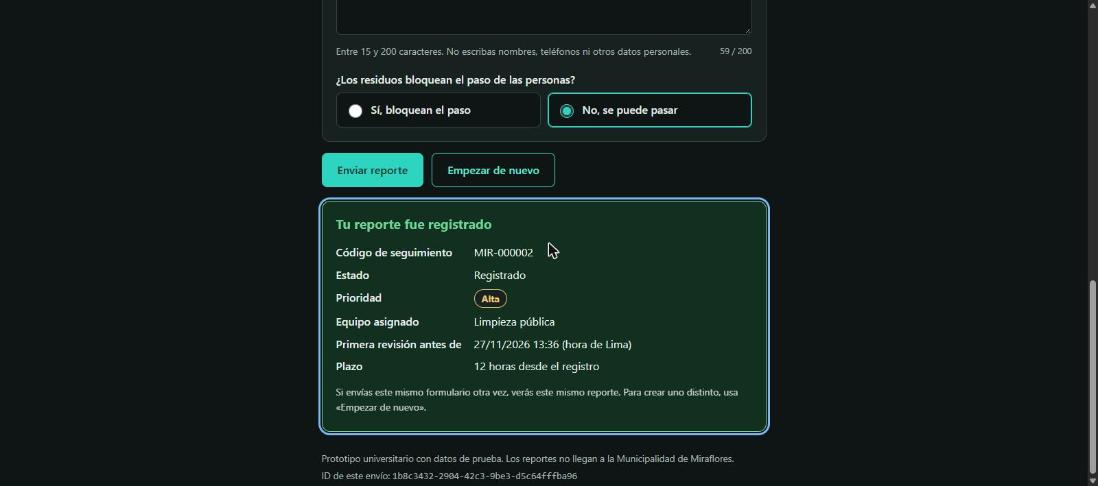 Entre 15 y 200 caracteres. No escribas nombres, teléfonos ni otros datos personales. 59 / 200
¿Los residuos bloquean el paso de las personas?
Sí, bloquean el paso No, se puede pasar
Enviar reporte Empezar de nuevo
Tu reporte fue registrado
Código de seguimiento MIR-000002
Estado Registrado
Prioridad Alta
Equipo asignado Limpieza pública
Primera revisión antes de 27/11/2026 13:36 (hora de Lima)
Plazo 12 horas desde el registro
Si envías este mismo formulario otra vez, verás este mismo reporte. Para crear uno distinto, usa
«Empezar de nuevo».
Prototipo universitario con datos de prueba. Los reportes no llegan a la Municipalidad de Miraflores.
ID de este envío: 1b8c3432-2904-42c3-9be3-d5c64fffba96